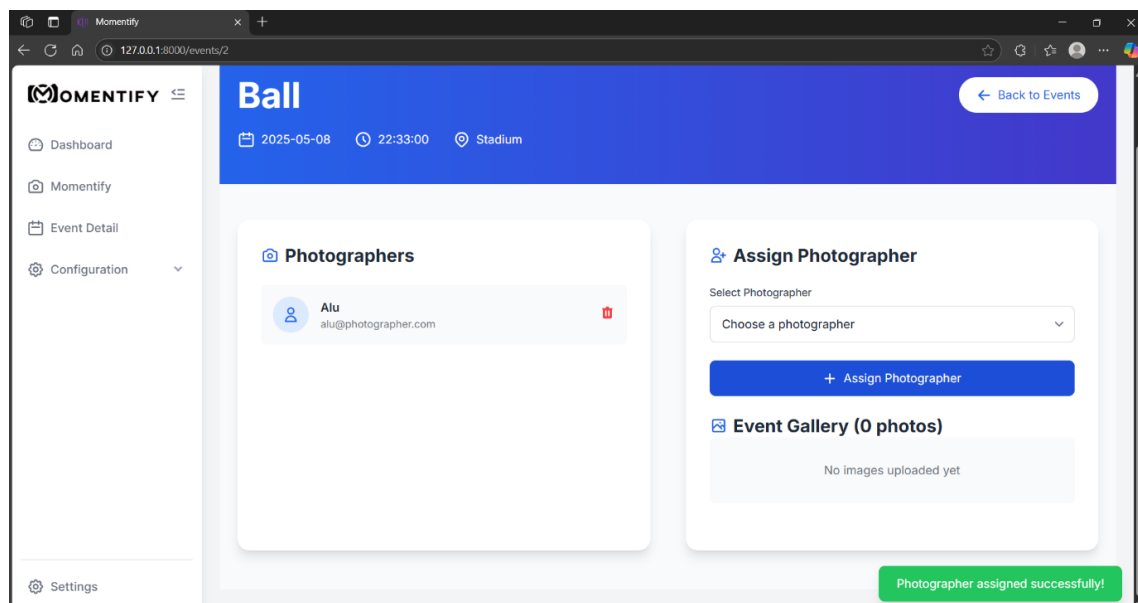 Momentify
127.0.0.1:8000/events/2
MOMENTIFY
Dashboard
Momentify
Event Detail
Configuration
Settings
Ball
Back to Events
2025-05-08 22:33:00 Stadium
Photographers
Alu
alu@photographer.com
Assign Photographer
Select Photographer
Choose a photographer
+ Assign Photographer
Event Gallery (0 photos)
No images uploaded yet
Photographer assigned successfully!